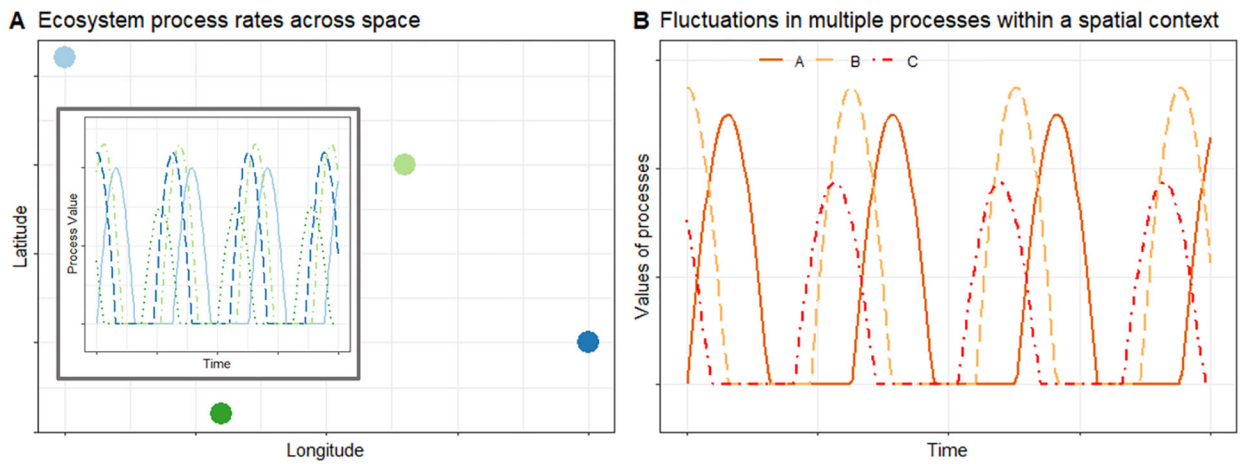 A Ecosystem process rates across space
Latitude
Process Value
Time
Longitude
B Fluctuations in multiple processes within a spatial context
A B C
Values of processes
Time